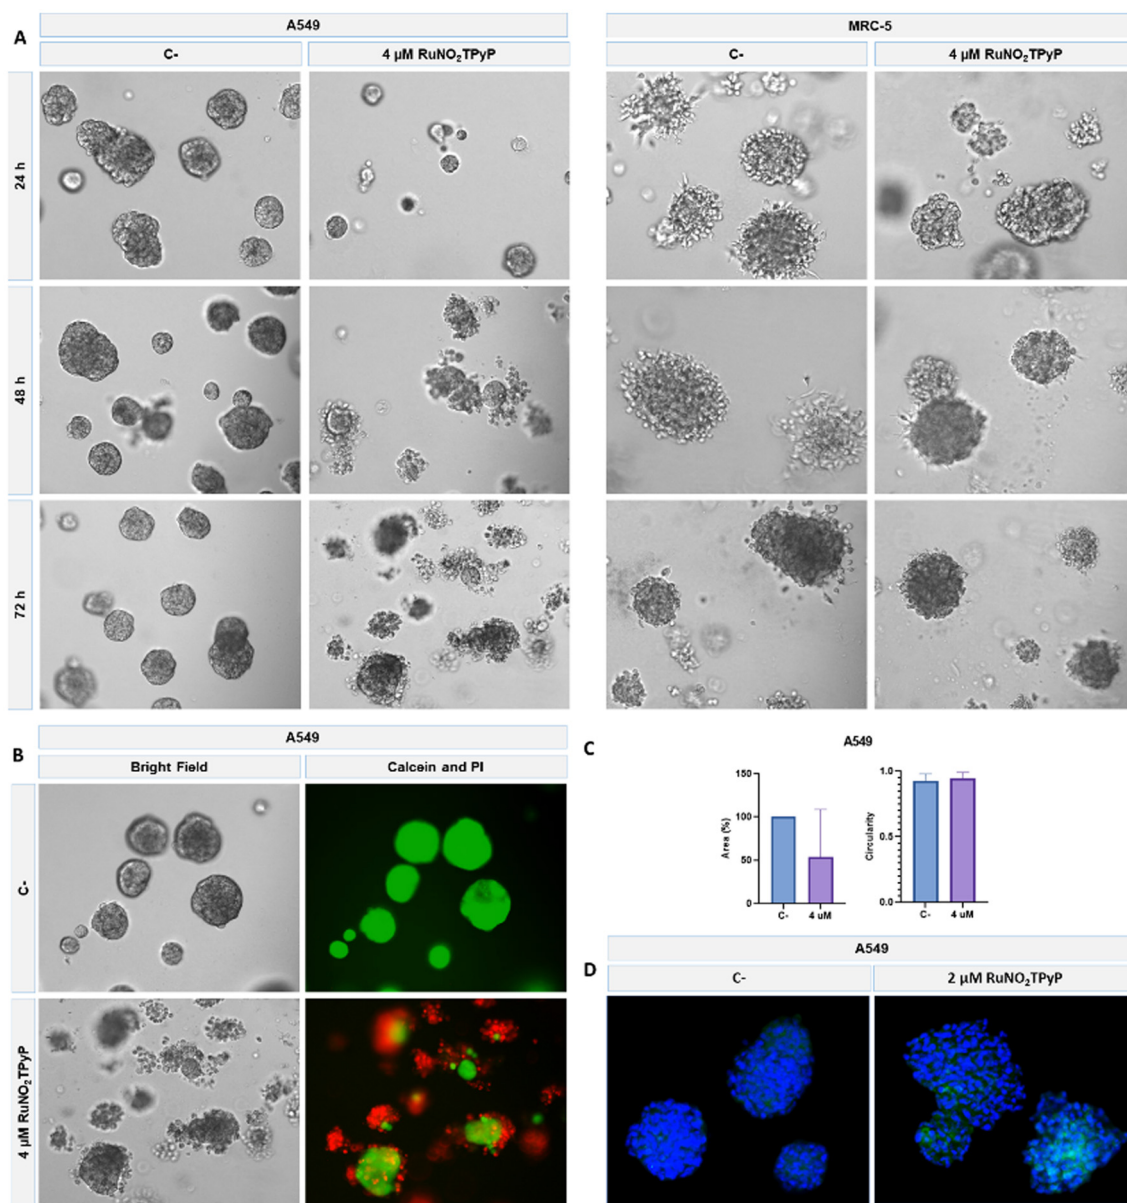 A
A549
MRC-5
C-
4 µM RuNO₂TPyP
C-
4 µM RuNO₂TPyP
24 h
48 h
72 h
B
A549
Bright Field
Calcein and PI
C-
4 µM RuNO₂TPyP
C
A549
Area (%)
150
100
50
0
C-
4 uM
Circularity
1.0
0.5
0.0
C-
4 uM
D
A549
C-
2 µM RuNO₂TPyP